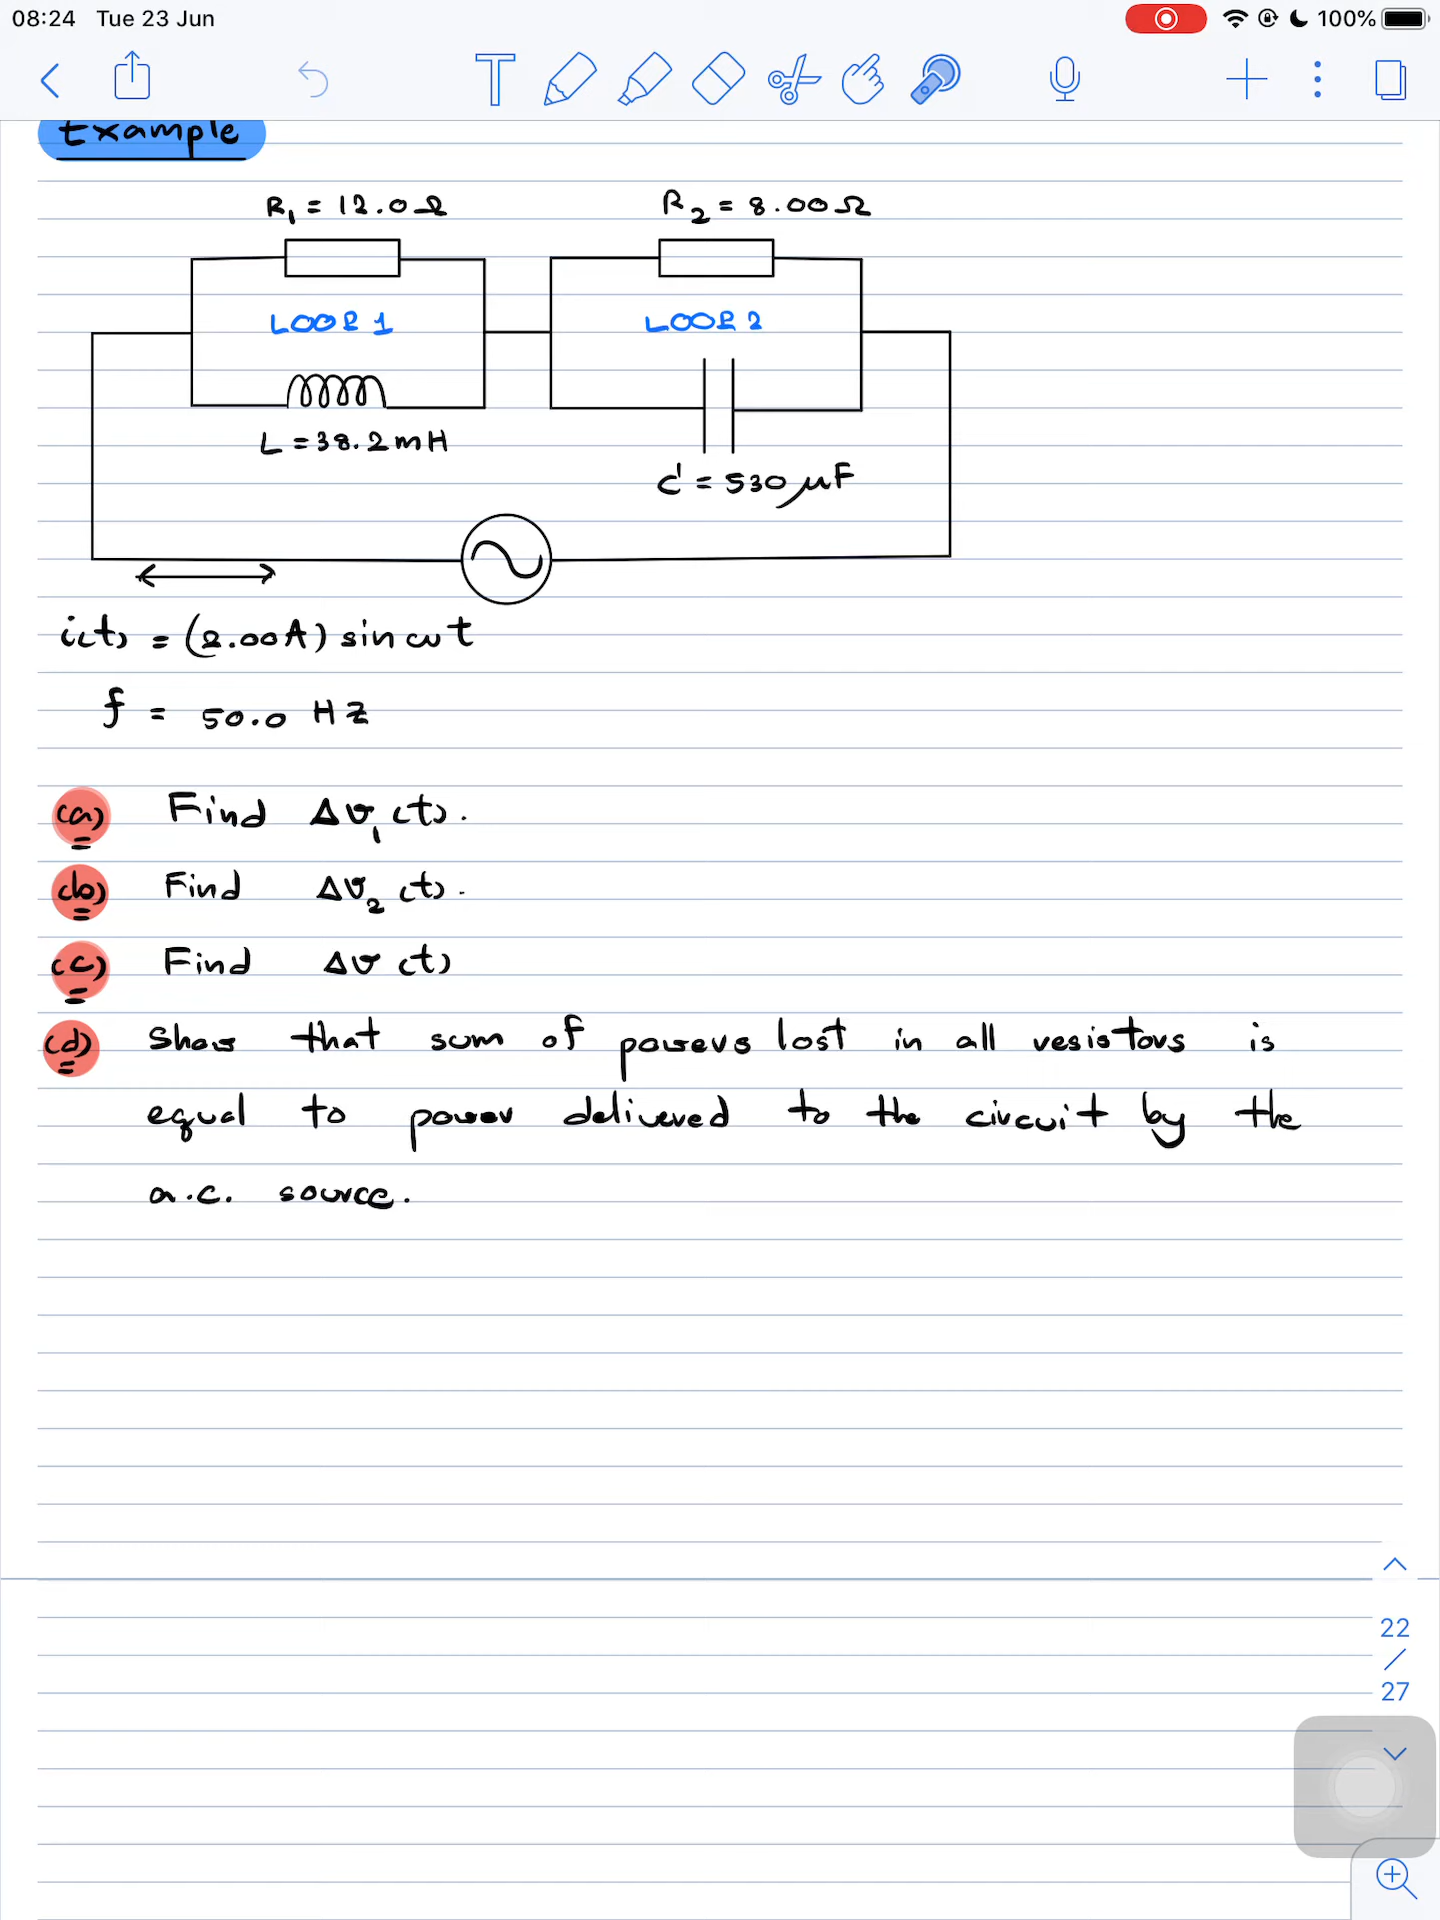 08:24 Tue 23 Jun 100%
Example
R₁ = 12.0 Ω
R₂ = 8.00 Ω
LOOP 1
LOOP 2
L = 38.2 mH
C = 530 μF
i(t) = (2.00A) sin ωt
f = 50.0 Hz
(a) Find Δv₁(t).
(b) Find Δv₂(t).
(c) Find Δv(t)
(d) Show that sum of powers lost in all resistors is
equal to power delivered to the circuit by the
a.c. source.
22
/
27